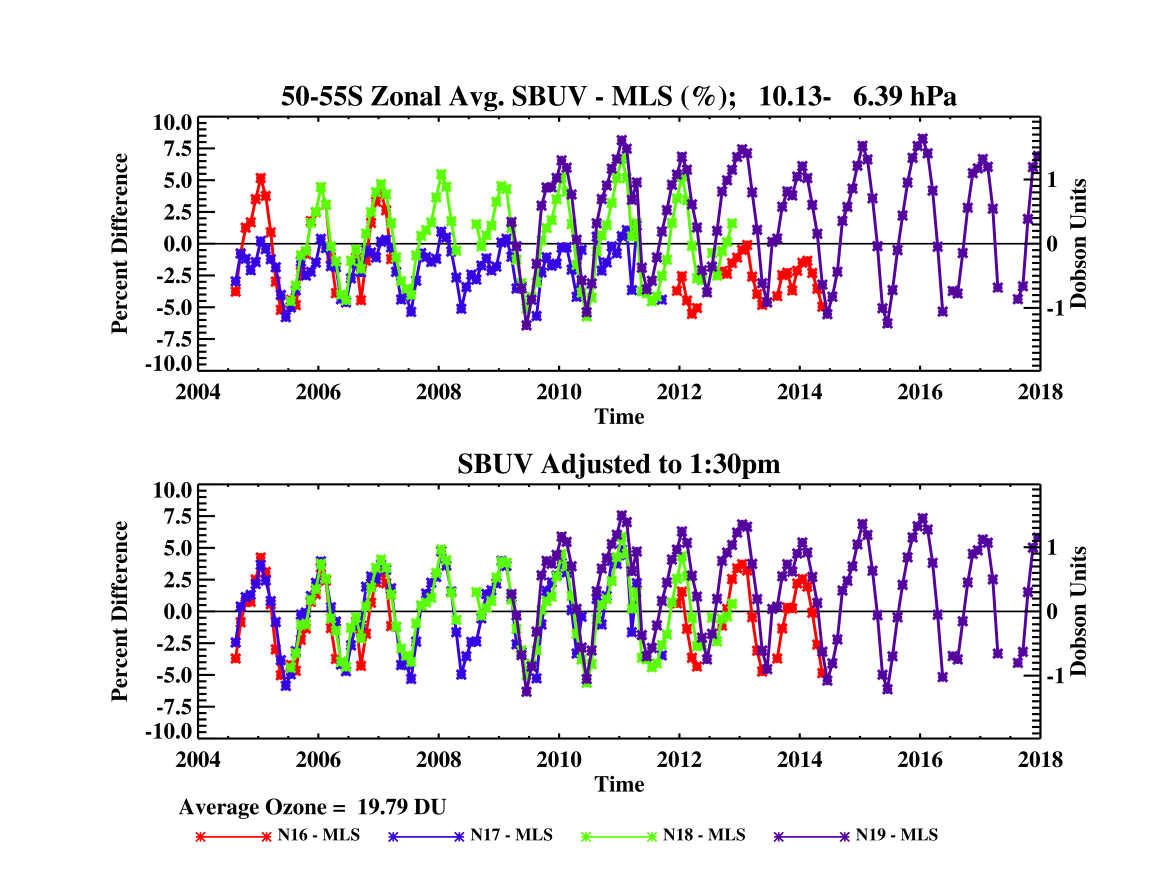 50-55S Zonal Avg. SBUV - MLS (%);   10.13-   6.39 hPa
10.0
7.5
5.0
2.5
0.0
-2.5
-5.0
-7.5
-10.0
Percent Difference
1
0
-1
Dobson Units
2004 2006 2008 2010 2012 2014 2016 2018
Time
SBUV Adjusted to 1:30pm
10.0
7.5
5.0
2.5
0.0
-2.5
-5.0
-7.5
-10.0
Percent Difference
1
0
-1
Dobson Units
2004 2006 2008 2010 2012 2014 2016 2018
Time
Average Ozone =  19.79 DU
N16 - MLS N17 - MLS N18 - MLS N19 - MLS